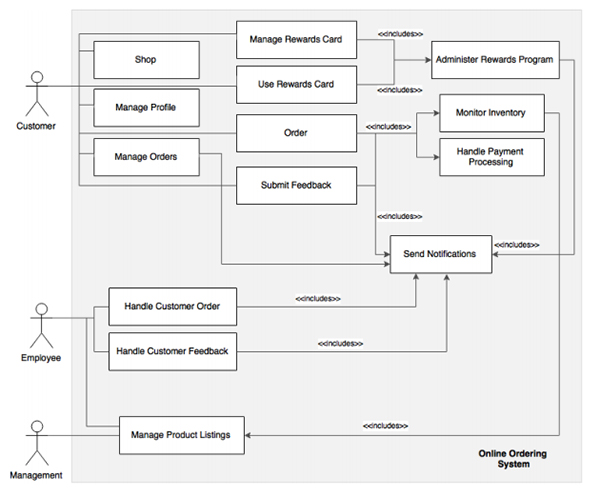 Manage Rewards Card
<<includes>>
Shop
Administer Rewards Program
Use Rewards Card
<<includes>>
Customer
Manage Profile
Monitor Inventory
Order
<<includes>>
Manage Orders
Handle Payment
Processing
Submit Feedback
<<includes>>
Send Notifications
<<includes>>
Handle Customer Order
<<includes>>
Employee
Handle Customer Feedback
<<includes>>
Manage Product Listings
<<includes>>
Management
Online Ordering
System